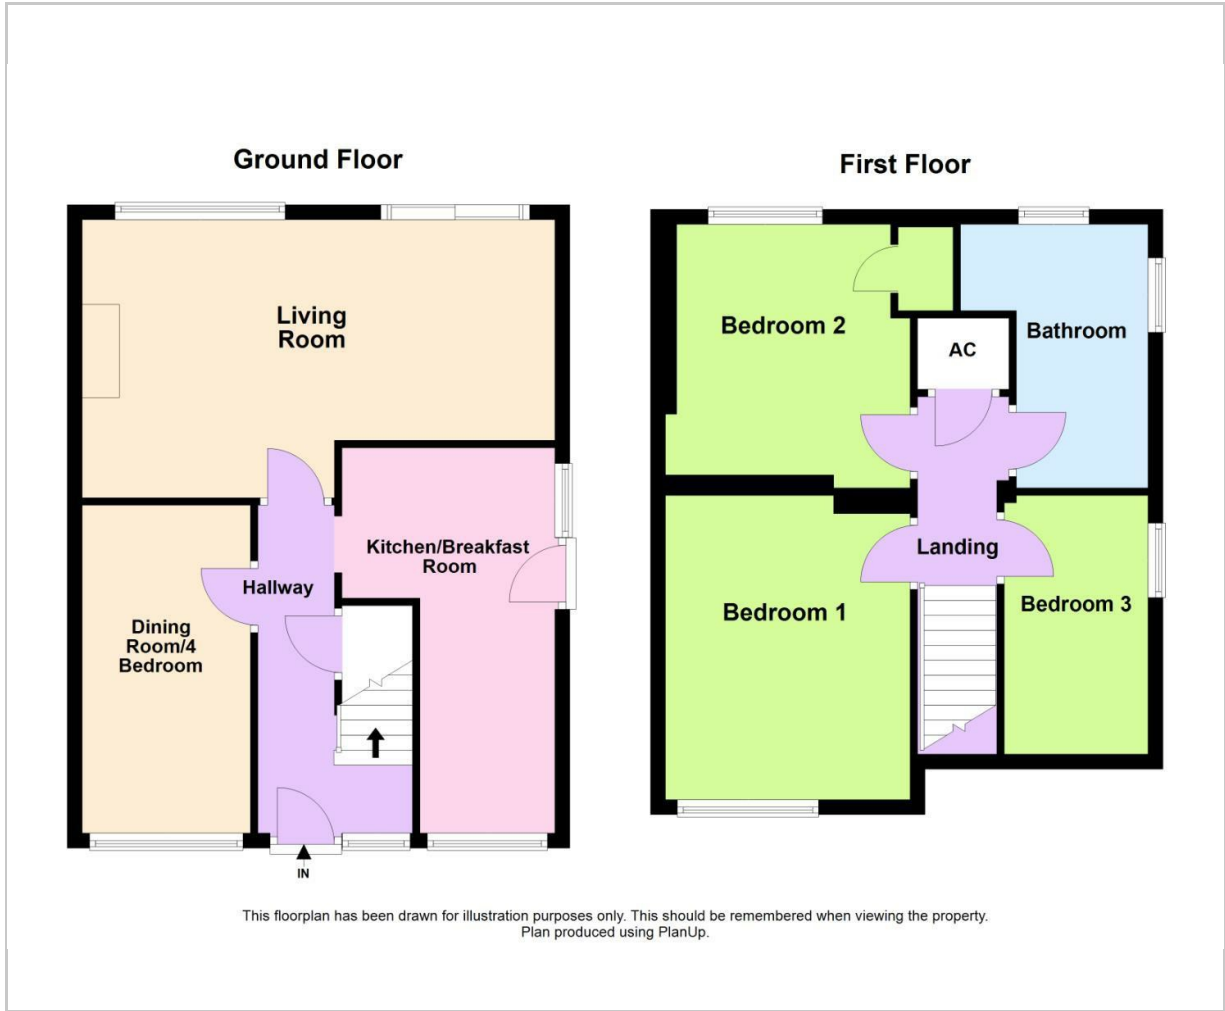 Ground Floor
First Floor
Living
Room
Bedroom 2
AC
Bathroom
Kitchen/Breakfast
Room
Hallway
Dining
Room/4
Bedroom
Landing
Bedroom 1
Bedroom 3
IN
This floorplan has been drawn for illustration purposes only. This should be remembered when viewing the property.
Plan produced using PlanUp.